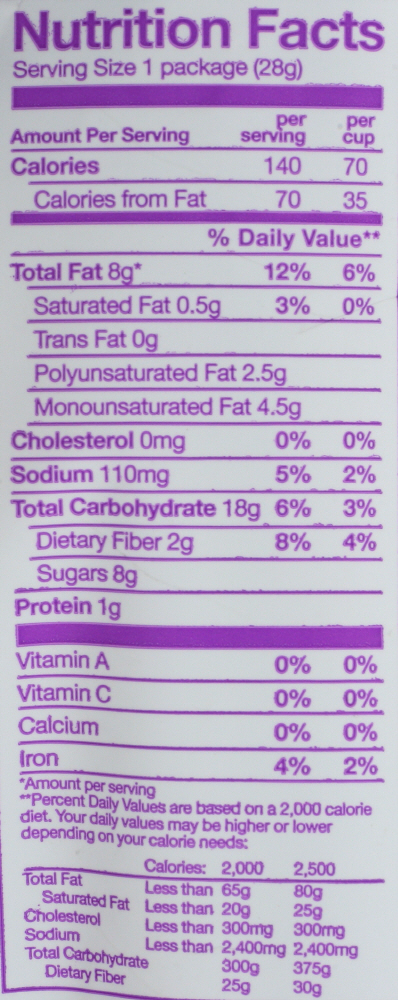 Nutrition Facts
Serving Size 1 package (28g)
Amount Per Serving per serving per cup
Calories 140 70
Calories from Fat 70 35
% Daily Value**
Total Fat 8g* 12% 6%
Saturated Fat 0.5g 3% 0%
Trans Fat 0g
Polyunsaturated Fat 2.5g
Monounsaturated Fat 4.5g
Cholesterol 0mg 0% 0%
Sodium 110mg 5% 2%
Total Carbohydrate 18g 6% 3%
Dietary Fiber 2g 8% 4%
Sugars 8g
Protein 1g
Vitamin A 0% 0%
Vitamin C 0% 0%
Calcium 0% 0%
Iron 4% 2%
*Amount per serving
**Percent Daily Values are based on a 2,000 calorie
diet. Your daily values may be higher or lower
depending on your calorie needs:
Calories: 2,000 2,500
Total Fat Less than 65g 80g
Saturated Fat Less than 20g 25g
Cholesterol Less than 300mg 300mg
Sodium Less than 2,400mg 2,400mg
Total Carbohydrate 300g 375g
Dietary Fiber 25g 30g